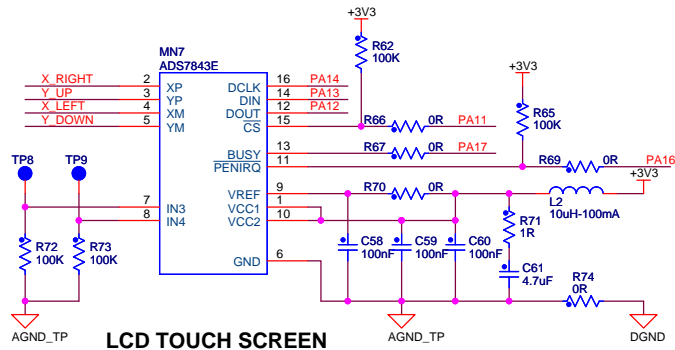 +3V3
MN7
ADS7843E
R62
100K
+3V3
X_RIGHT 2 XP DCLK 16 PA14
Y_UP 3 YP DIN 14 PA13
X_LEFT 4 XM DOUT 12 PA12
Y_DOWN 5 YM CS 15
R66 0R PA11
R65
100K
TP8 TP9
BUSY 13 R67 0R PA17
PENIRQ 11 R69 0R PA16
+3V3
7 IN3 VREF 9 R70 0R
8 IN4 VCC1 1
VCC2 10
L2
10uH-100mA
R71
1R
R72
100K
R73
100K
C58
100nF
C59
100nF
C60
100nF
GND 6
C61
4.7uF
R74
0R
AGND_TP
LCD TOUCH SCREEN
AGND_TP
DGND